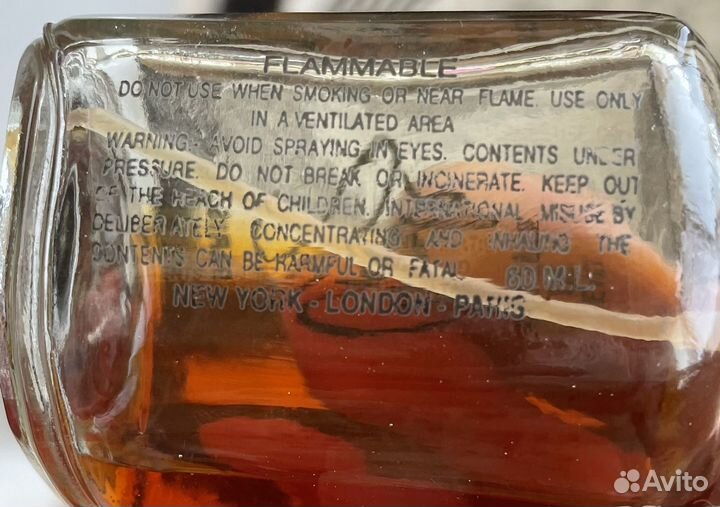 FLAMMABLE
DO NOT USE WHEN SMOKING OR NEAR FLAME. USE ONLY
IN A VENTILATED AREA
WARNING- AVOID SPRAYING IN EYES. CONTENTS UNDER
PRESSURE. DO NOT BREAK OR INCINERATE. KEEP OUT
OF THE REACH OF CHILDREN. INTERNATIONAL MISUSE BY
DELIBERATELY CONCENTRATING AND INHALING THE
CONTENTS CAN BE HARMFUL OR FATAL 60 M.L.
NEW YORK - LONDON - PARIS
Avito